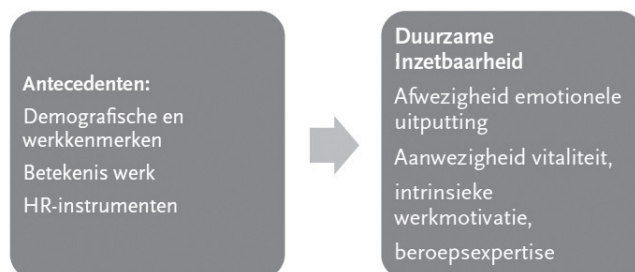 Antecedenten:
Demografische en
werkkenmerken
Betekenis werk
HR-instrumenten
Duurzame
Inzetbaarheid
Afwezigheid emotionele
uitputting
Aanwezigheid vitaliteit,
intrinsieke
werkmotivatie,
beroepsexpertise